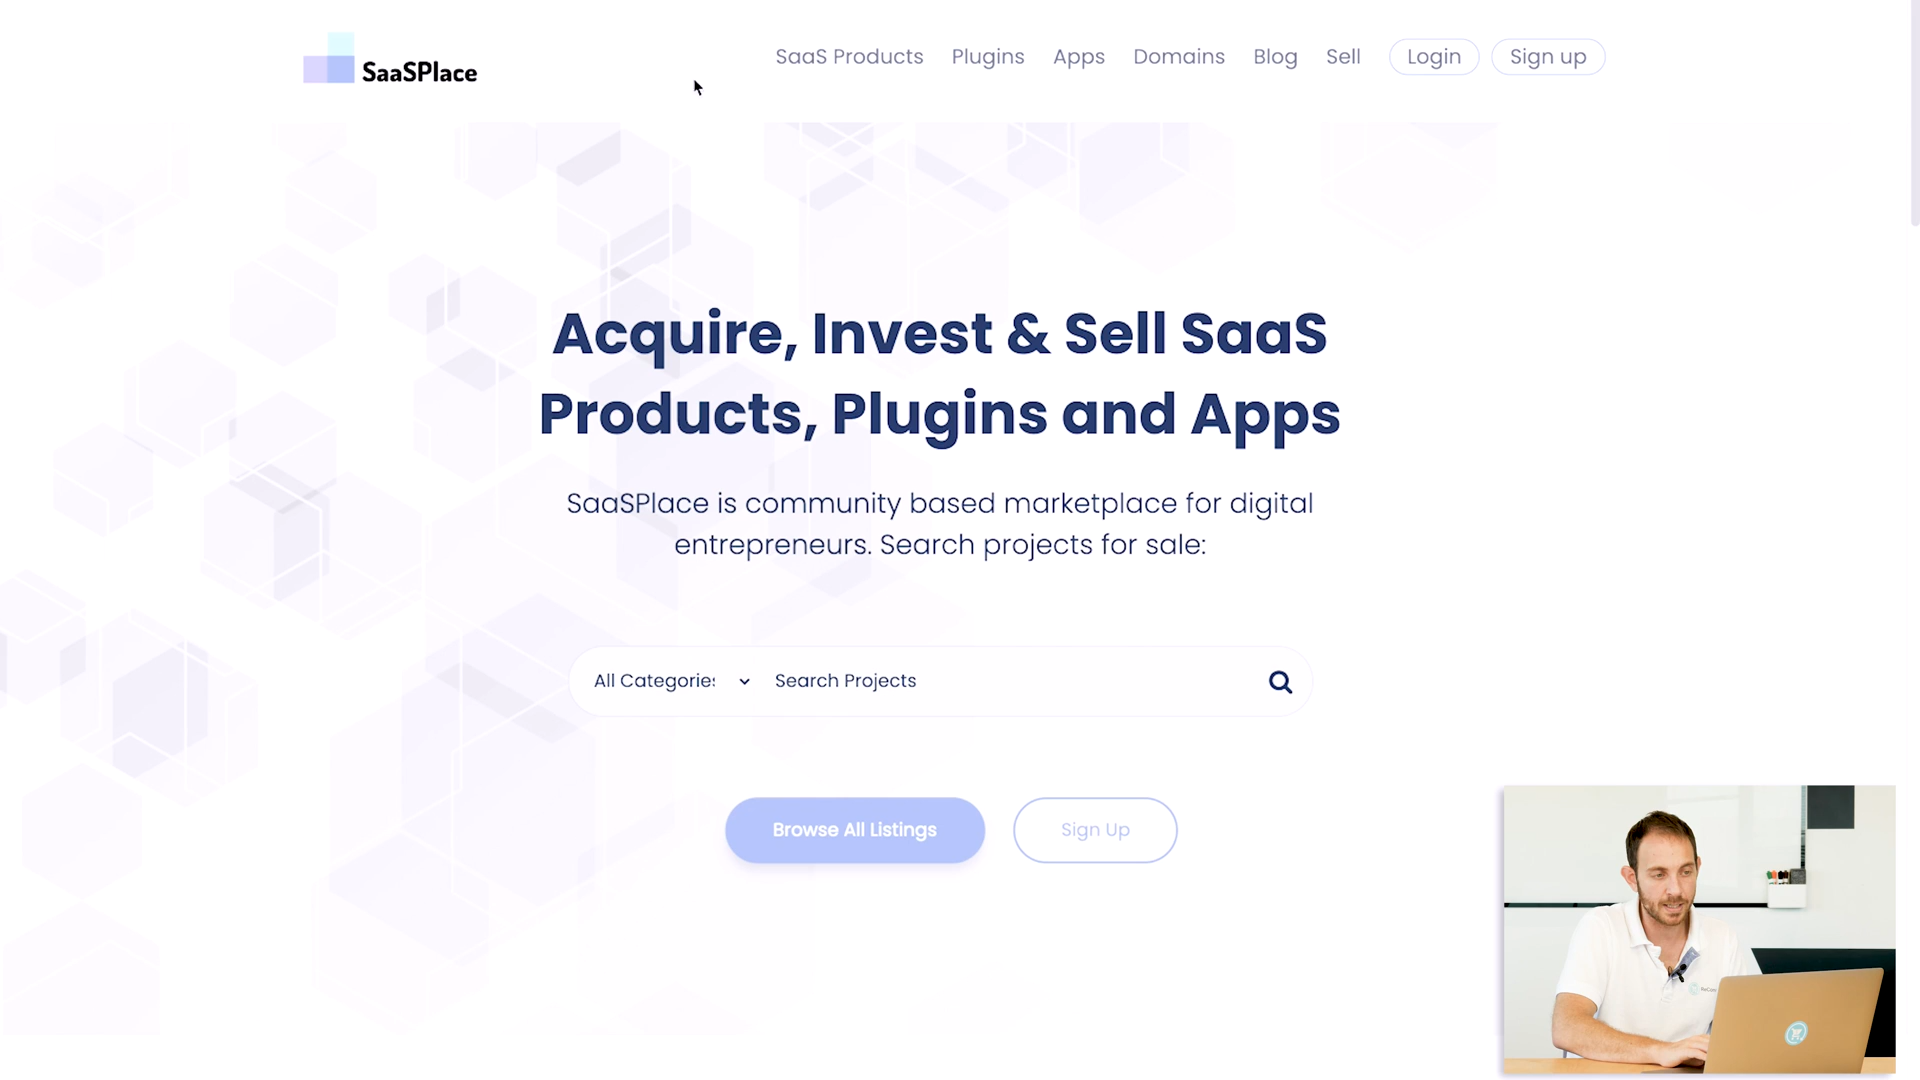 SaaSPlace
SaaS Products Plugins Apps Domains Blog Sell Login Sign up
Acquire, Invest & Sell SaaS
Products, Plugins and Apps
SaaSPlace is community based marketplace for digital
entrepreneurs. Search projects for sale:
All Categories Search Projects
Browse All Listings Sign Up